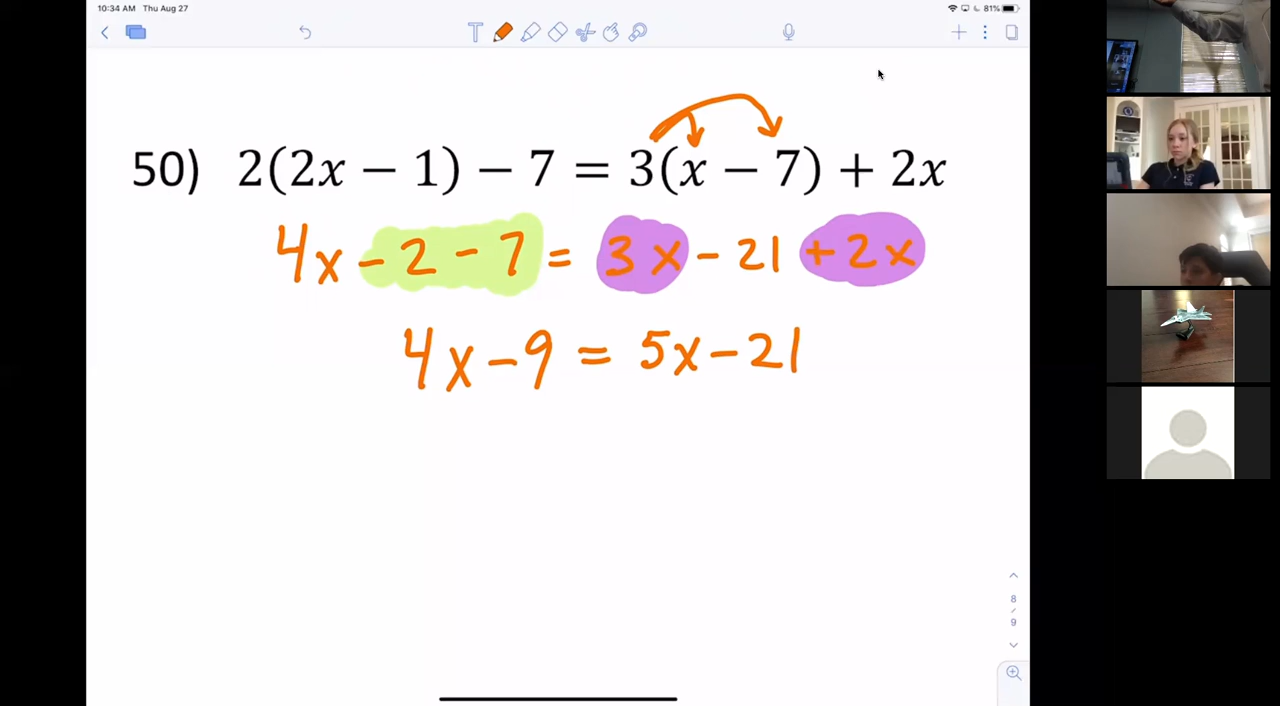 10:34 AM Thu Aug 27 81%
T
50) 2(2x − 1) − 7 = 3(x − 7) + 2x
4x - 2 - 7 = 3x - 21 + 2x
4x - 9 = 5x - 21
8
/
9